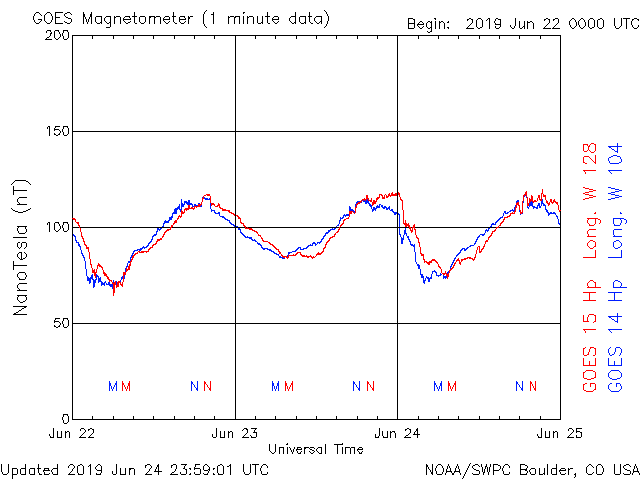 GOES Magnetometer (1 minute data)
Begin: 2019 Jun 22 0000 UTC
200
150
100
50
0
NanoTesla (nT)
M M N N M M N N M M N N
Jun 22 Jun 23 Jun 24 Jun 25
Universal Time
GOES 15 Hp Long. W 128
GOES 14 Hp Long. W 104
Updated 2019 Jun 24 23:59:01 UTC
NOAA/SWPC Boulder, CO USA